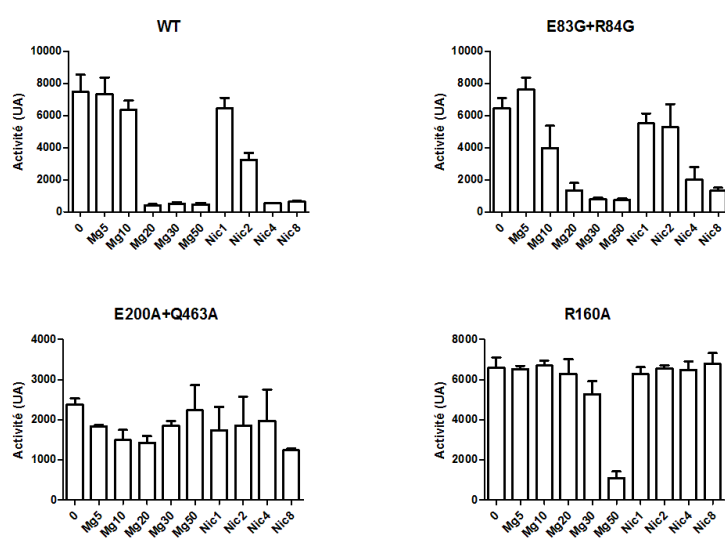 WT
Activité (UA)
10000
8000
6000
4000
2000
0
0 Mg5 Mg10 Mg20 Mg30 Mg50 Nic1 Nic2 Nic4 Nic8
E83G+R84G
Activité (UA)
10000
8000
6000
4000
2000
0
0 Mg5 Mg10 Mg20 Mg30 Mg50 Nic1 Nic2 Nic4 Nic8
E200A+Q463A
Activité (UA)
4000
3000
2000
1000
0
0 Mg5 Mg10 Mg20 Mg30 Mg50 Nic1 Nic2 Nic4 Nic8
R160A
Activité (UA)
8000
6000
4000
2000
0
0 Mg5 Mg10 Mg20 Mg30 Mg50 Nic1 Nic2 Nic4 Nic8